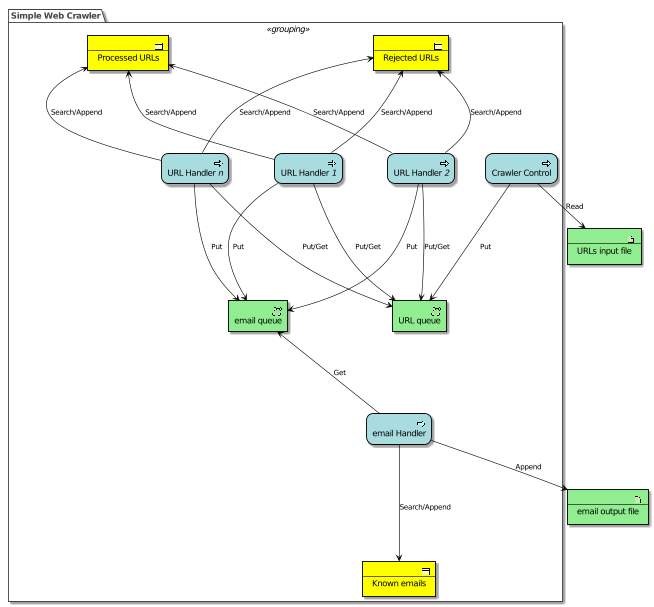 Simple Web Crawler
«grouping»
Processed URLs
Rejected URLs
Search/Append
Search/Append
Search/Append
Search/Append
Search/Append
Search/Append
URL Handler n
URL Handler 1
URL Handler 2
Crawler Control
Read
Put
Put
Put/Get
Put/Get
Put
Put/Get
Put
URLs input file
email queue
URL queue
Get
email Handler
Append
Search/Append
email output file
Known emails